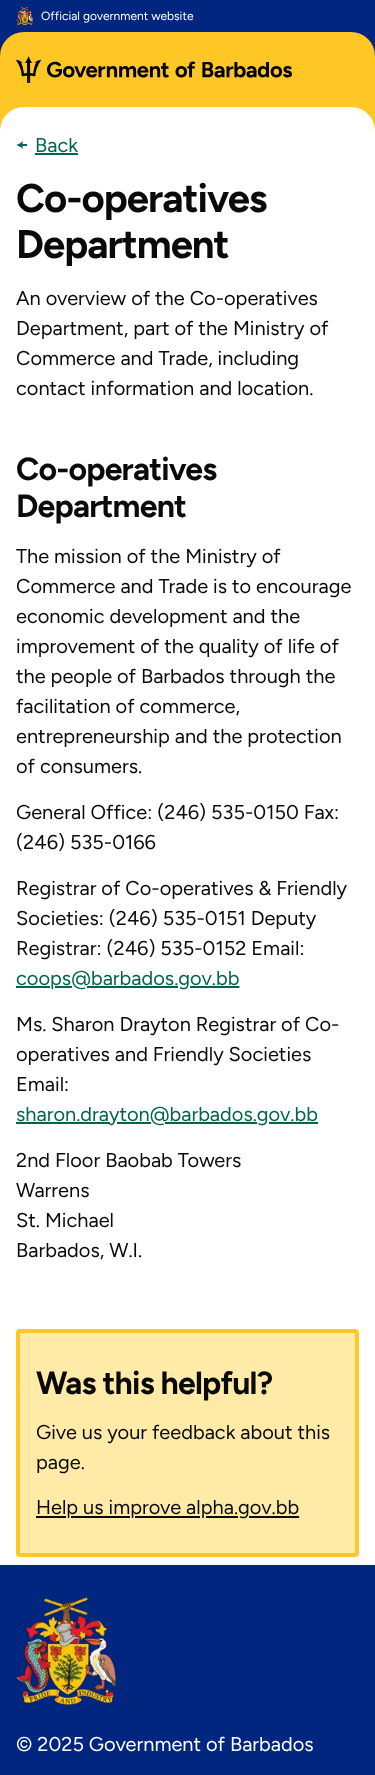 Official government website
Government of Barbados
Back
Co-operatives
Department
An overview of the Co-operatives
Department, part of the Ministry of
Commerce and Trade, including
contact information and location.
Co-operatives
Department
The mission of the Ministry of
Commerce and Trade is to encourage
economic development and the
improvement of the quality of life of
the people of Barbados through the
facilitation of commerce,
entrepreneurship and the protection
of consumers.
General Office: (246) 535-0150 Fax:
(246) 535-0166
Registrar of Co-operatives & Friendly
Societies: (246) 535-0151 Deputy
Registrar: (246) 535-0152 Email:
coops@barbados.gov.bb
Ms. Sharon Drayton Registrar of Co-
operatives and Friendly Societies
Email:
sharon.drayton@barbados.gov.bb
2nd Floor Baobab Towers
Warrens
St. Michael
Barbados, W.I.
Was this helpful?
Give us your feedback about this
page.
Help us improve alpha.gov.bb
PRIDE AND INDUSTRY
© 2025 Government of Barbados